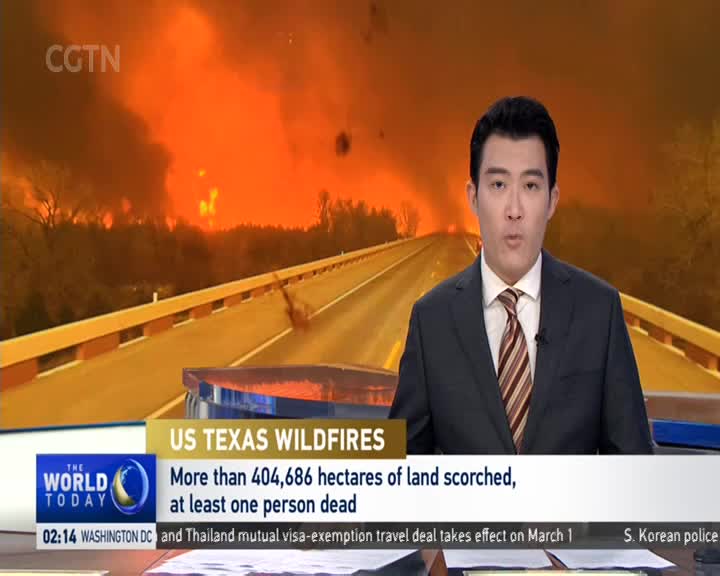 CGTN
US TEXAS WILDFIRES
THE
WORLD
TODAY
More than 404,686 hectares of land scorched,
at least one person dead
02:14 WASHINGTON DC
and Thailand mutual visa-exemption travel deal takes effect on March 1 S. Korean police